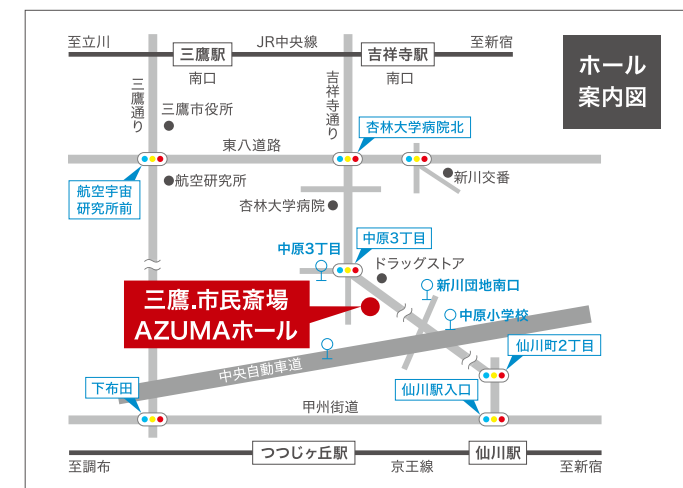 至立川
三鷹駅
JR中央線
吉祥寺駅
至新宿
南口
南口
ホール
案内図
三鷹通り
吉祥寺通り
三鷹市役所
杏林大学病院北
東八道路
航空宇宙
研究所前
航空研究所
新川交番
杏林大学病院
中原3丁目
中原3丁目
ドラッグストア
三鷹.市民斎場
AZUMAホール
新川団地南口
中原小学校
仙川町2丁目
中央自動車道
下布田
仙川駅入口
甲州街道
つつじヶ丘駅
仙川駅
至調布
京王線
至新宿